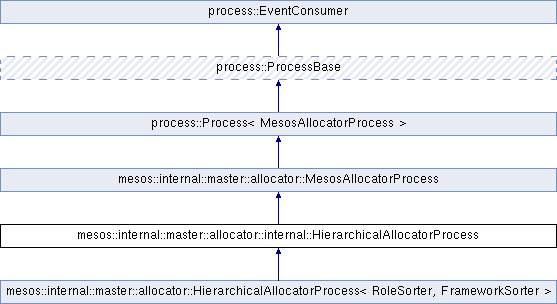 process::EventConsumer
process::ProcessBase
process::Process< MesosAllocatorProcess >
mesos::internal::master::allocator::MesosAllocatorProcess
mesos::internal::master::allocator::internal::HierarchicalAllocatorProcess
mesos::internal::master::allocator::HierarchicalAllocatorProcess< RoleSorter, FrameworkSorter >